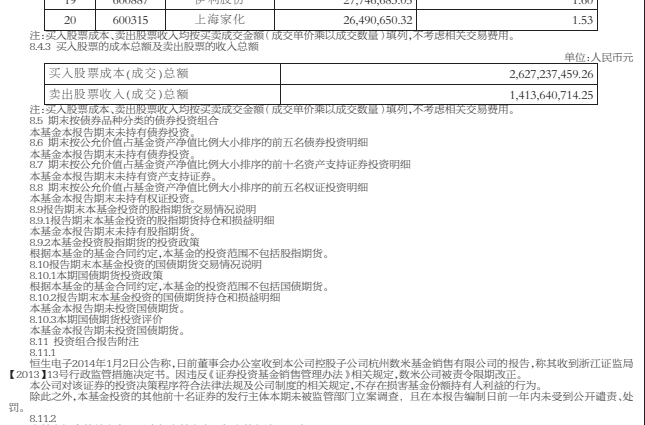 19 600887 伊利股份 27,746,685.03 1.60
20 600315 上海家化 26,490,650.32 1.53
注:买入股票成本、卖出股票收入均按买卖成交金额(成交单价乘以成交数量)填列,不考虑相关交易费用。
8.4.3 买入股票的成本总额及卖出股票的收入总额
单位:人民币元
买入股票成本(成交)总额 2,627,237,459.26
卖出股票收入(成交)总额 1,413,640,714.25
注:买入股票成本、卖出股票收入均按买卖成交金额(成交单价乘以成交数量)填列,不考虑相关交易费用。
8.5 期末按债券品种分类的债券投资组合
本基金本报告期末未持有债券投资。
8.6 期末按公允价值占基金资产净值比例大小排序的前五名债券投资明细
本基金本报告期末未持有债券投资。
8.7 期末按公允价值占基金资产净值比例大小排序的前十名资产支持证券投资明细
本基金本报告期末未持有资产支持证券。
8.8 期末按公允价值占基金资产净值比例大小排序的前五名权证投资明细
本基金本报告期末未持有权证投资。
8.9报告期末本基金投资的股指期货交易情况说明
8.9.1报告期末本基金投资的股指期货持仓和损益明细
本基金本报告期末未持有股指期货。
8.9.2本基金投资股指期货的投资政策
根据本基金的基金合同约定,本基金的投资范围不包括股指期货。
8.10报告期末本基金投资的国债期货交易情况说明
8.10.1本期国债期货投资政策
根据本基金的基金合同约定,本基金的投资范围不包括国债期货。
8.10.2报告期末本基金投资的国债期货持仓和损益明细
本基金本报告期未投资国债期货。
8.10.3本期国债期货投资评价
本基金本报告期未投资国债期货。
8.11 投资组合报告附注
8.11.1
恒生电子2014年1月2日公告称,日前董事会办公室收到本公司控股子公司杭州数米基金销售有限公司的报告,称其收到浙江证监局
【2013】13号行政监管措施决定书。因违反《证券投资基金销售管理办法》相关规定,数米公司被责令限期改正。
本公司对该证券的投资决策程序符合法律法规及公司制度的相关规定,不存在损害基金份额持有人利益的行为。
除此之外,本基金投资的其他前十名证券的发行主体本期未被监管部门立案调查，且在本报告编制日前一年内未受到公开谴责、处
罚。
8.11.2